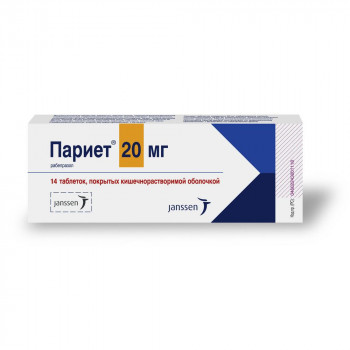 Париет® 20 мг
рабепразол
14 таблеток, покрытых кишечнорастворимой оболочкой
janssen
janssen